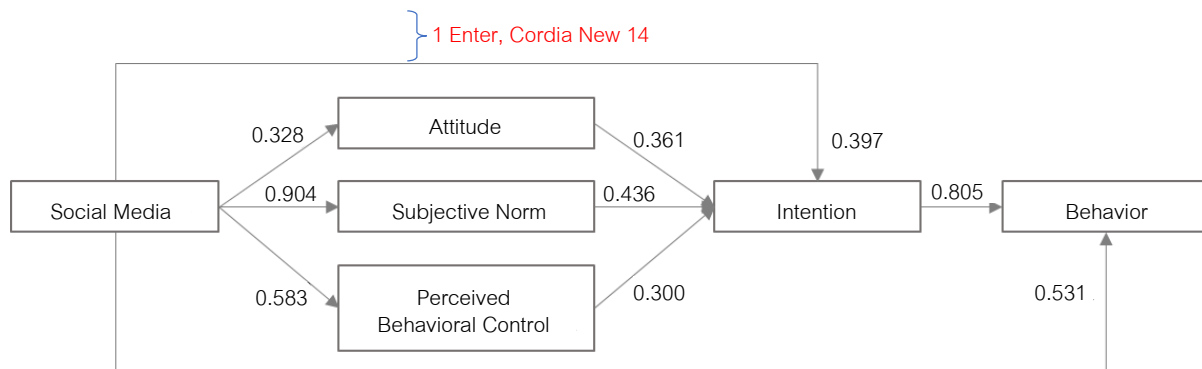 1 Enter, Cordia New 14
Attitude
0.328
0.361
0.397
Social Media
0.904
Subjective Norm
0.436
Intention
0.805
Behavior
0.583
Perceived
Behavioral Control
0.300
0.531